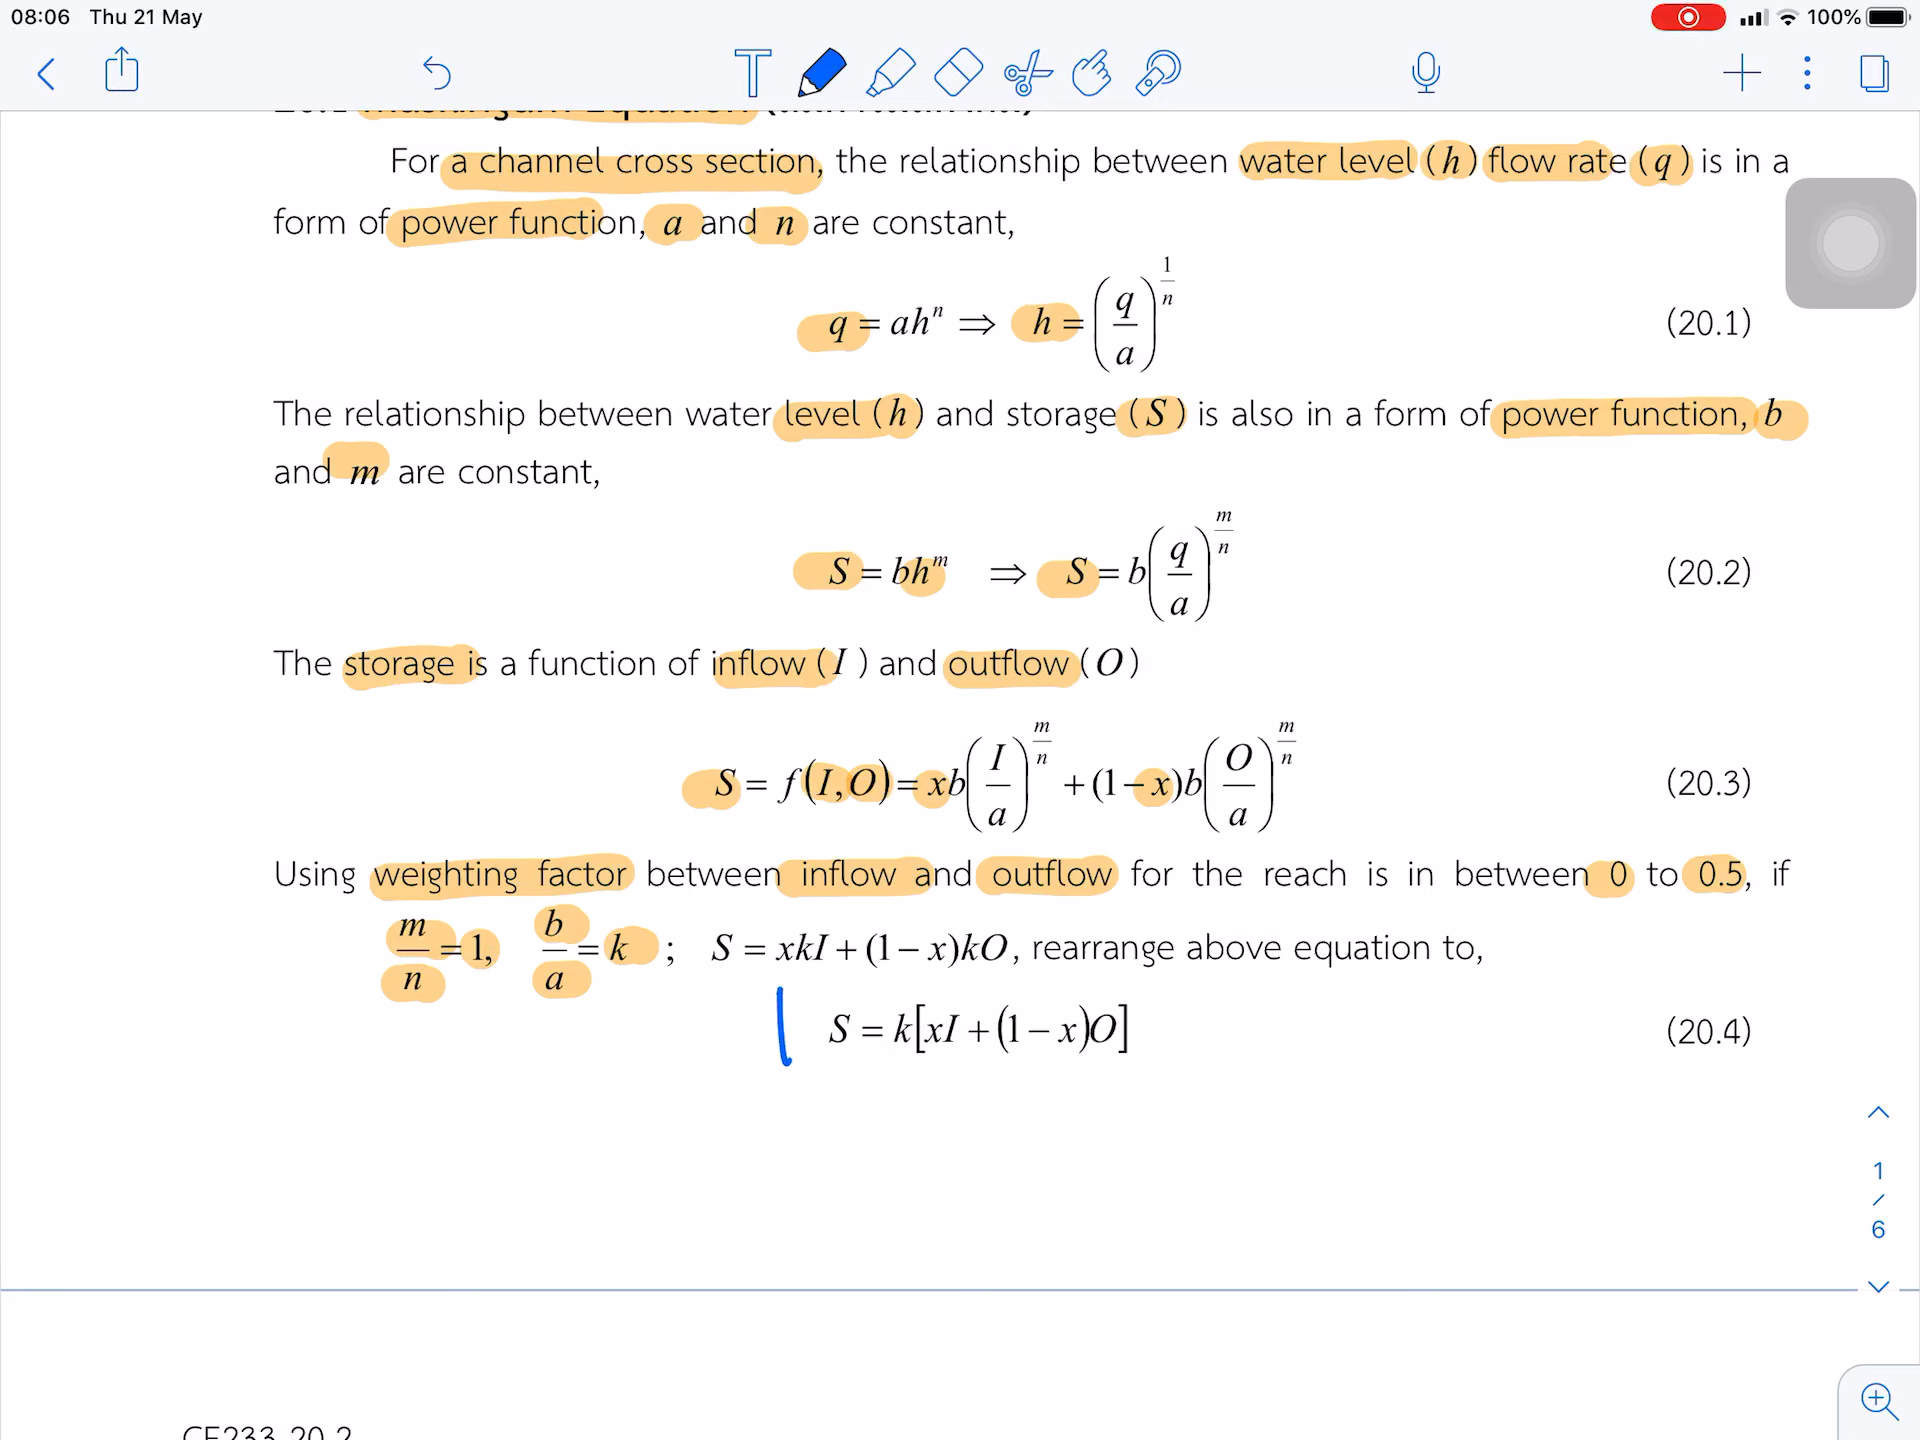 08:06 Thu 21 May
100%
For a channel cross section, the relationship between water level (h) flow rate (q) is in a
form of power function, a and n are constant,
q = ahⁿ ⇒ h = (q/a)^(1/n) (20.1)
The relationship between water level (h) and storage (S) is also in a form of power function, b
and m are constant,
S = bh^m ⇒ S = b(q/a)^(m/n) (20.2)
The storage is a function of inflow (I) and outflow (O)
S = f(I,O) = xb(I/a)^(m/n) + (1−x)b(O/a)^(m/n) (20.3)
Using weighting factor between inflow and outflow for the reach is in between 0 to 0.5, if
m/n = 1, b/a = k ; S = xkI + (1−x)kO, rearrange above equation to,
S = k[xI + (1−x)O] (20.4)
1
/
6
CE233 20.2